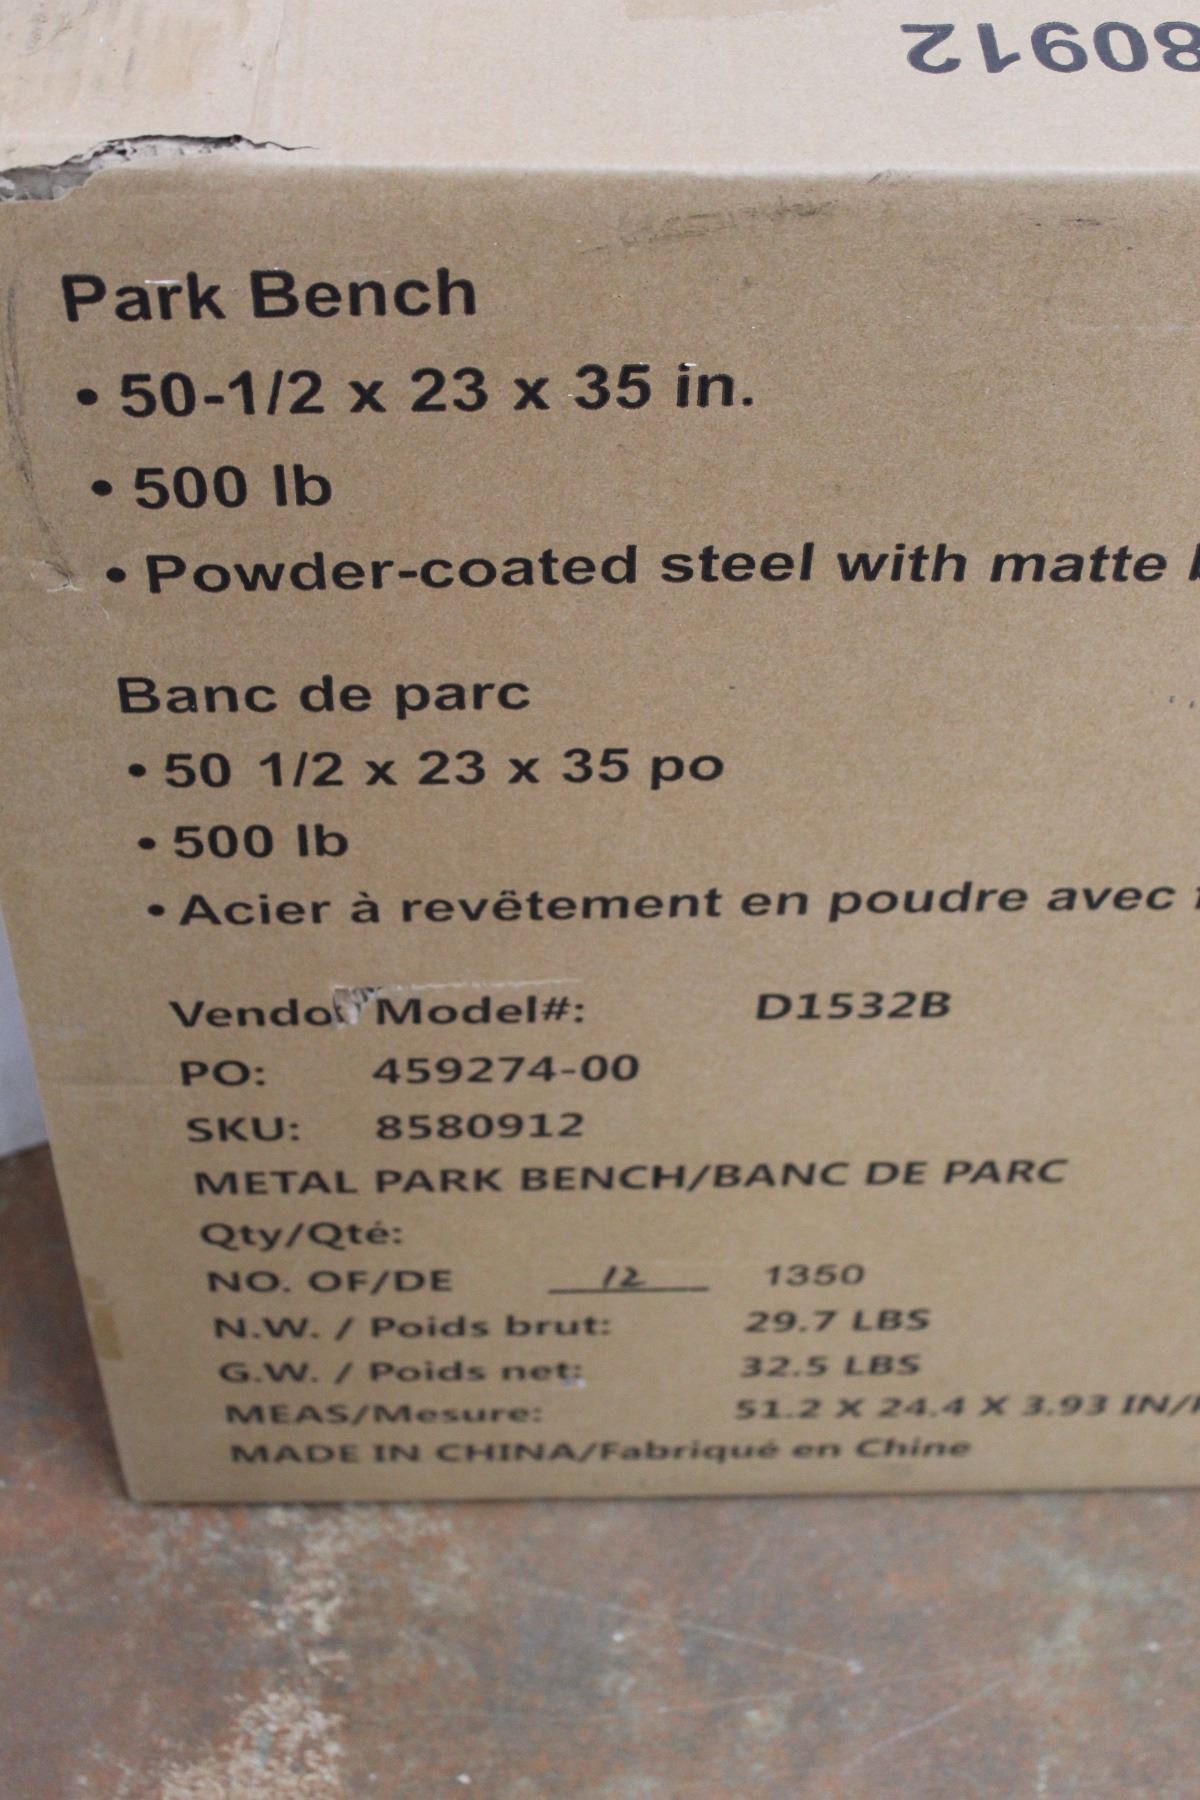 80912
Park Bench
• 50-1/2 x 23 x 35 in.
• 500 lb
• Powder-coated steel with matte
Banc de parc
• 50 1/2 x 23 x 35 po
• 500 lb
• Acier à revêtement en poudre avec
Vendor Model#: D1532B
PO: 459274-00
SKU: 8580912
METAL PARK BENCH/BANC DE PARC
Qty/Qté:
NO. OF/DE 12 1350
N.W. / Poids brut: 29.7 LBS
G.W. / Poids net: 32.5 LBS
MEAS/Mesure: 51.2 X 24.4 X 3.93 IN/
MADE IN CHINA/Fabriqué en Chine